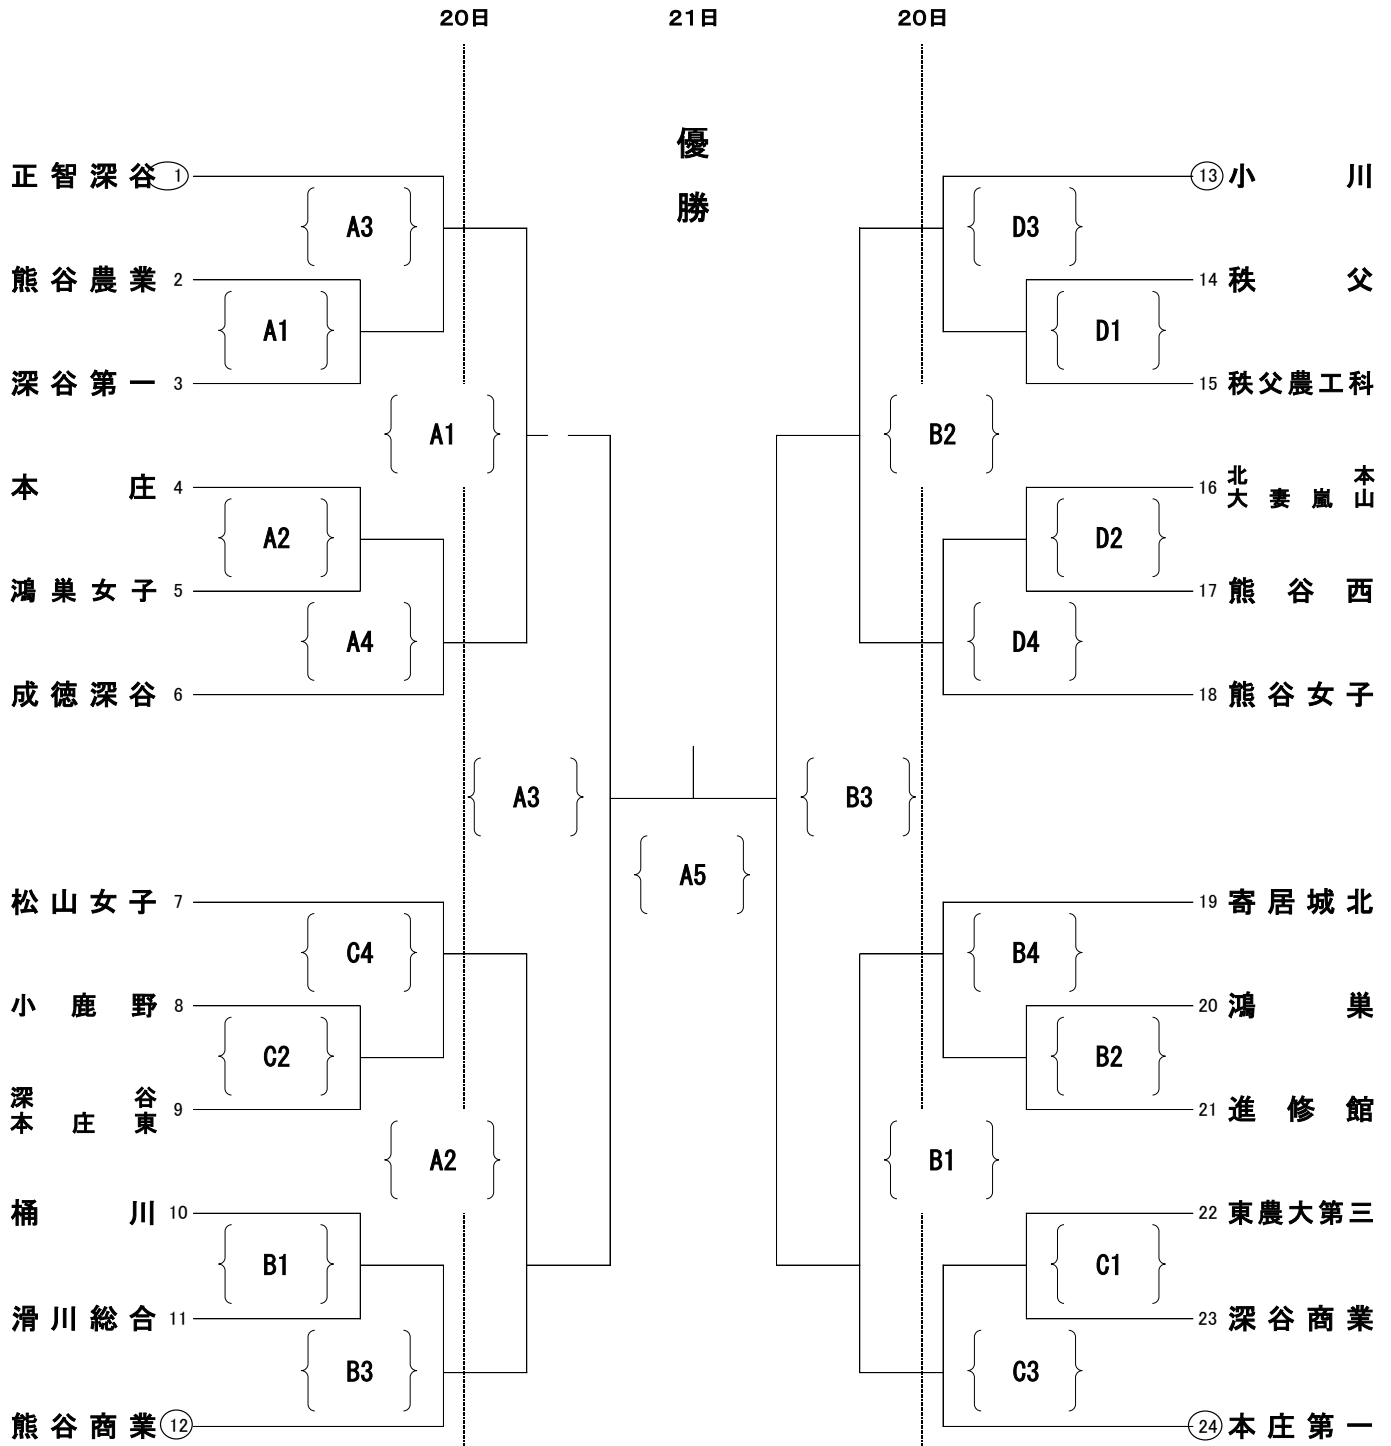 20日
21日
20日
優勝
正智深谷 1
熊谷農業 2
深谷第一 3
本庄 4
鴻巣女子 5
成徳深谷 6
松山女子 7
小鹿野 8
深谷
本庄東 9
桶川 10
滑川総合 11
熊谷商業 12
A3
A1
A2
A4
C4
C2
B1
B3
A1
A2
A3
A5
B3
B2
B1
D3
D1
D2
D4
B4
B2
C1
C3
13 小川
14 秩父
15 秩父農工科
16 北本
大妻嵐山
17 熊谷西
18 熊谷女子
19 寄居城北
20 鴻巣
21 進修館
22 東農大第三
23 深谷商業
24 本庄第一